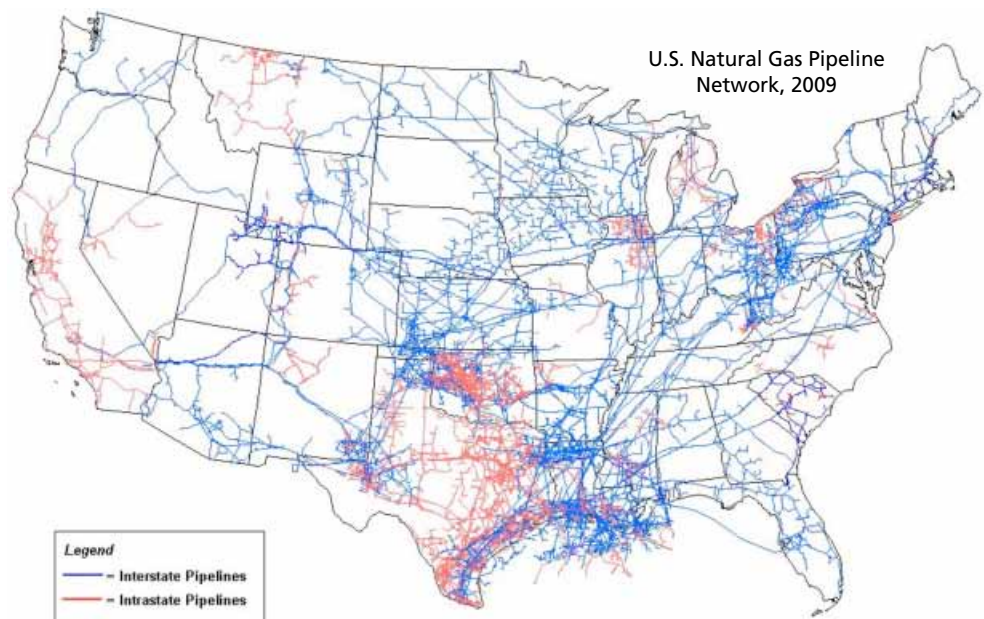 U.S. Natural Gas Pipeline
Network, 2009
Legend
= Interstate Pipelines
= Intrastate Pipelines